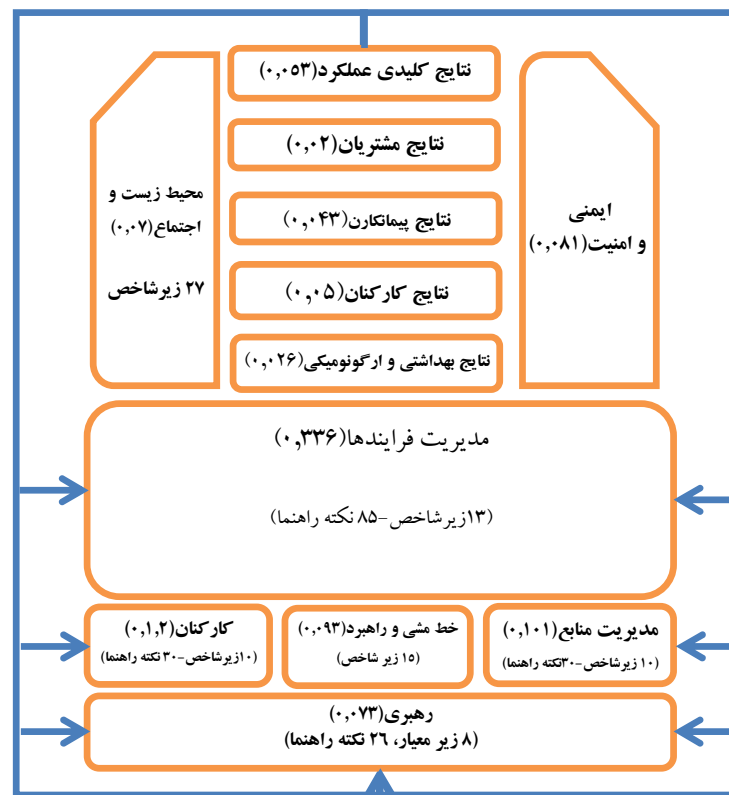 نتایج کلیدی عملکرد(۰,۰۵۳)
نتایج مشتریان(۰,۰۲)
نتایج پیمانکارن(۰,۰۴۳)
نتایج کارکنان(۰,۰۵)
نتایج بهداشتی و ارگونومیکی(۰,۰۲۶)
ایمنی
و امنیت(۰,۰۸۱)
محیط زیست و
اجتماع(۰,۰۷)
۲۷ زیرشاخص
مدیریت فرایندها(۰,۳۳۶)
(۱۳زیرشاخص-۸۵ نکته راهنما)
مدیریت منابع(۰,۱۰۱)
(۱۰ زیرشاخص-۳۰نکته راهنما)
خط مشی و راهبرد(۰,۰۹۳)
(۱۵ زیر شاخص)
کارکنان(۰,۱,۲)
(۱۰زیرشاخص-۳۰ نکته راهنما)
رهبری(۰,۰۷۳)
(۸ زیر معیار، ۲۶ نکته راهنما)